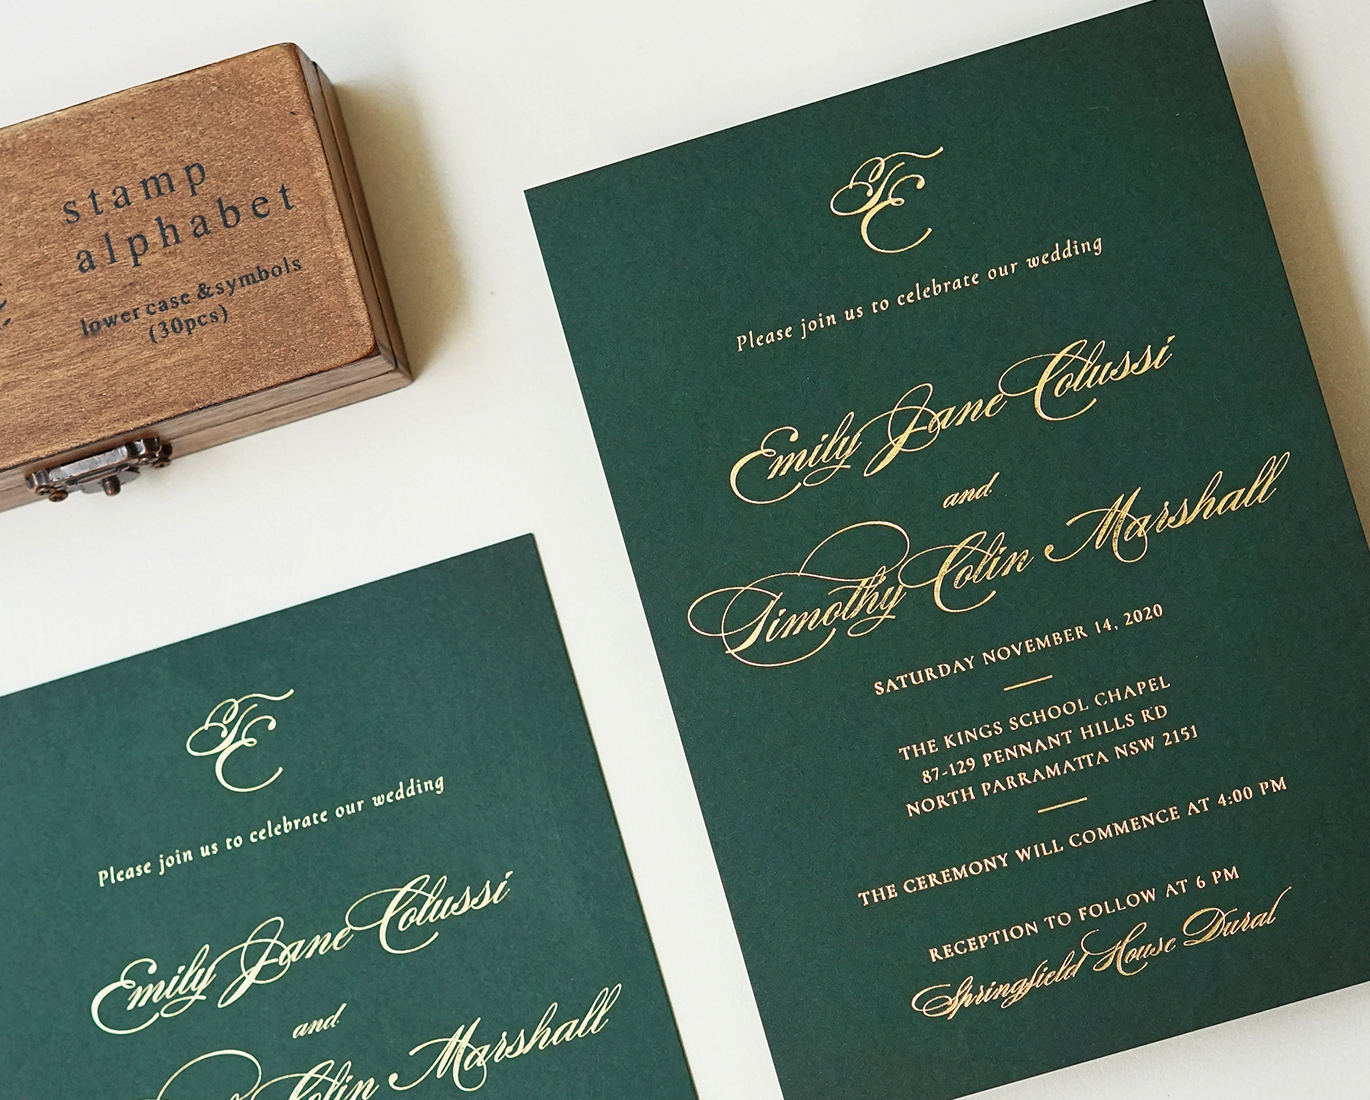 stamp
alphabet
lower case & symbols
(30pcs)
TE
Please join us to celebrate our wedding
Emily Jane Colussi
and
Timothy Colin Marshall
SATURDAY NOVEMBER 14, 2020
THE KINGS SCHOOL CHAPEL
87-129 PENNANT HILLS RD
NORTH PARRAMATTA NSW 2151
THE CEREMONY WILL COMMENCE AT 4:00 PM
RECEPTION TO FOLLOW AT 6 PM
Springfield House Dural
TE
Please join us to celebrate our wedding
Emily Jane Colussi
and
Colin Marshall